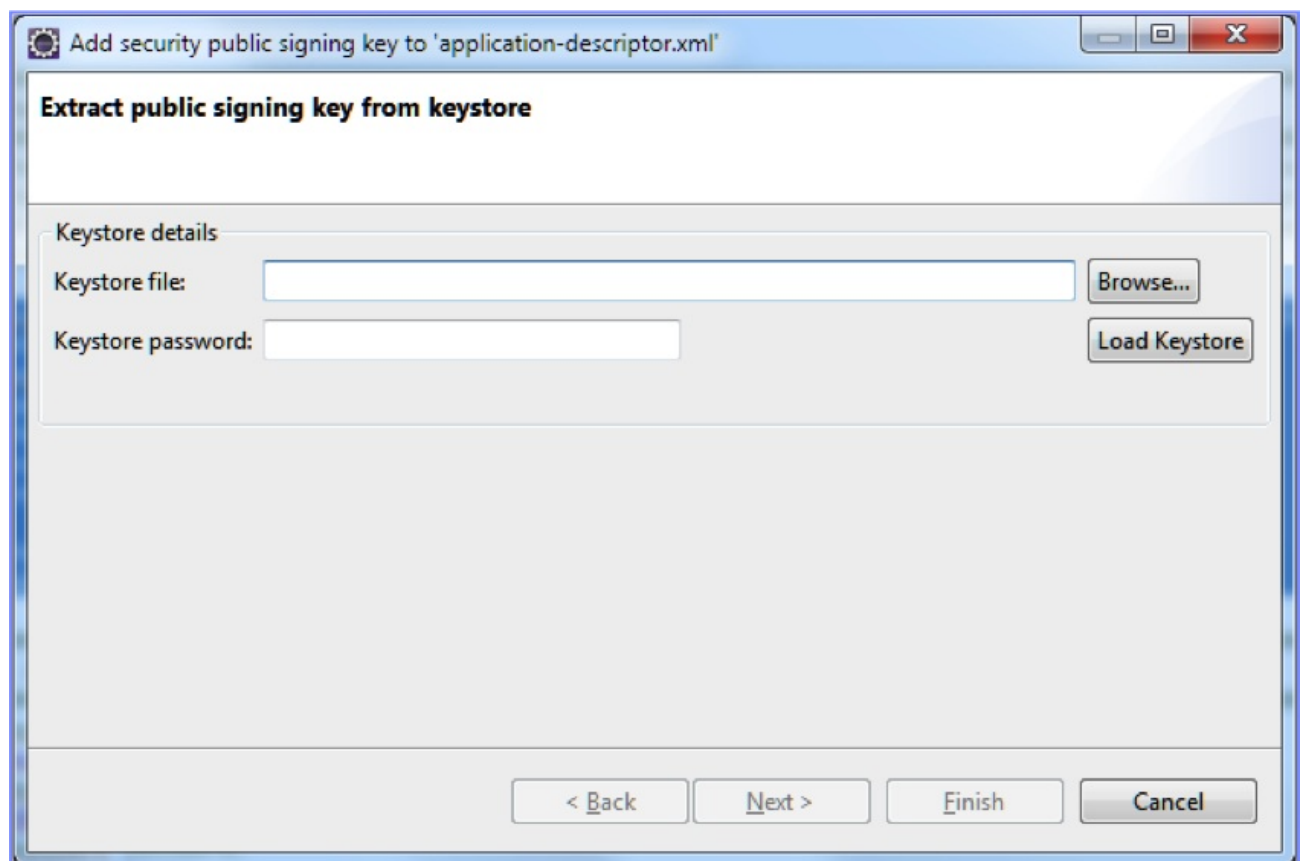 Add security public signing key to 'application-descriptor.xml'
Extract public signing key from keystore
Keystore details
Keystore file:
Browse...
Keystore password:
Load Keystore
< Back
Next >
Finish
Cancel